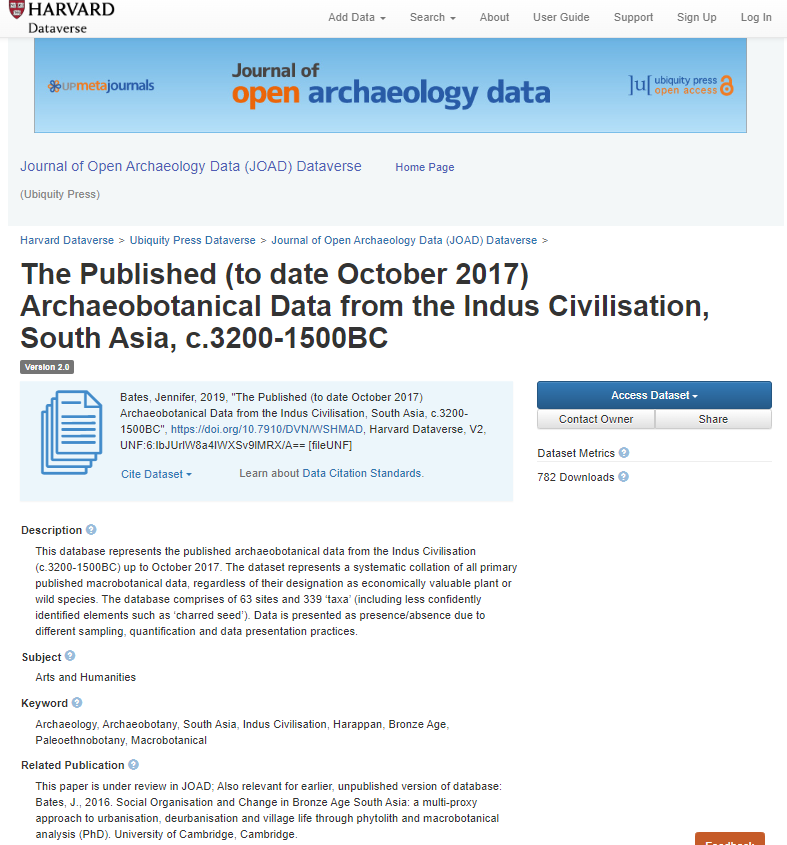 HARVARD
Dataverse
Add Data
Search
About
User Guide
Support
Sign Up
Log In
upmetajournals
Journal of
open archaeology data
]u[ ubiquity press
open access
Journal of Open Archaeology Data (JOAD) Dataverse
Home Page
(Ubiquity Press)
Harvard Dataverse > Ubiquity Press Dataverse > Journal of Open Archaeology Data (JOAD) Dataverse >
The Published (to date October 2017)
Archaeobotanical Data from the Indus Civilisation,
South Asia, c.3200-1500BC
Version 2.0
Bates, Jennifer, 2019, "The Published (to date October 2017)
Archaeobotanical Data from the Indus Civilisation, South Asia, c.3200-
1500BC", https://doi.org/10.7910/DVN/WSHMAD, Harvard Dataverse, V2,
[fileUNF]
Cite Dataset
Learn about Data Citation Standards.
Access Dataset
Contact Owner
Share
Dataset Metrics ?
782 Downloads ?
Description ?
This database represents the published archaeobotanical data from the Indus Civilisation
(c.3200-1500BC) up to October 2017. The dataset represents a systematic collation of all primary
published macrobotanical data, regardless of their designation as economically valuable plant or
wild species. The database comprises of 63 sites and 339 ‘taxa’ (including less confidently
identified elements such as ‘charred seed’). Data is presented as presence/absence due to
different sampling, quantification and data presentation practices.
Subject ?
Arts and Humanities
Keyword ?
Archaeology, Archaeobotany, South Asia, Indus Civilisation, Harappan, Bronze Age,
Paleoethnobotany, Macrobotanical
Related Publication ?
This paper is under review in JOAD; Also relevant for earlier, unpublished version of database:
Bates, J., 2016. Social Organisation and Change in Bronze Age South Asia: a multi-proxy
approach to urbanisation, deurbanisation and village life through phytolith and macrobotanical
analysis (PhD). University of Cambridge, Cambridge.
Feedback